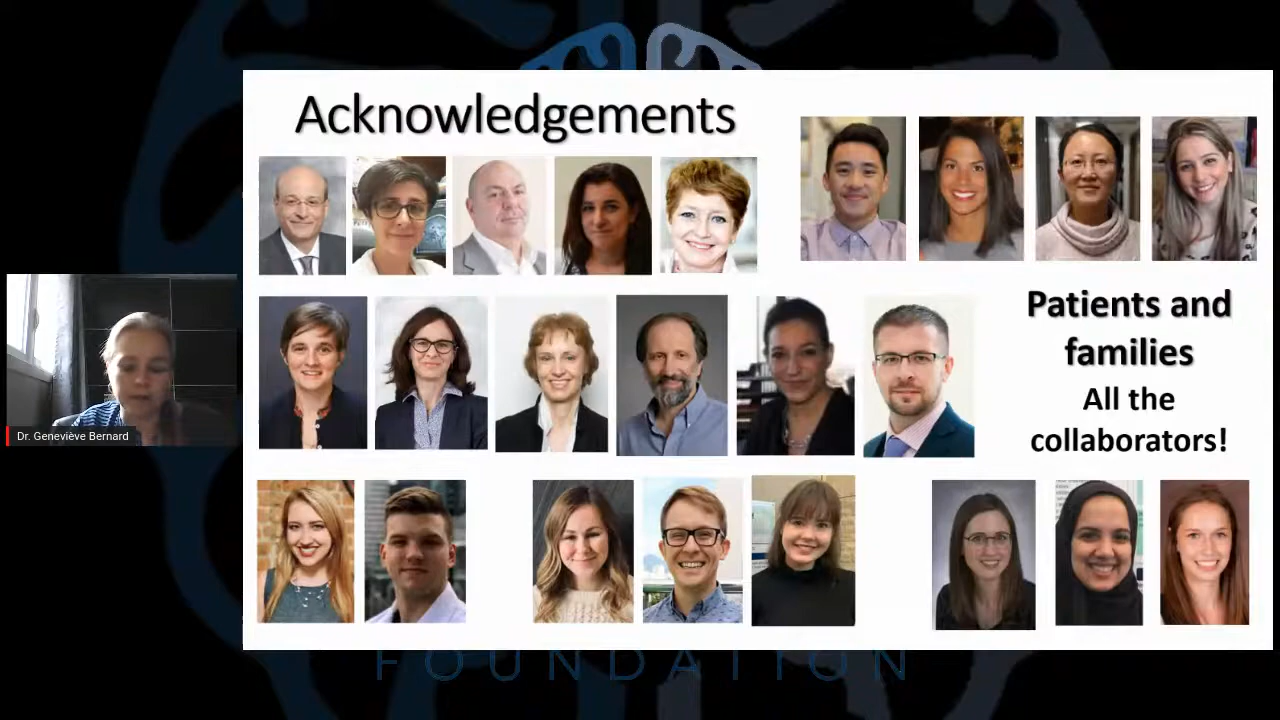 Acknowledgements
Patients and
families
All the
collaborators!
Dr. Geneviève Bernard
FOUNDATION